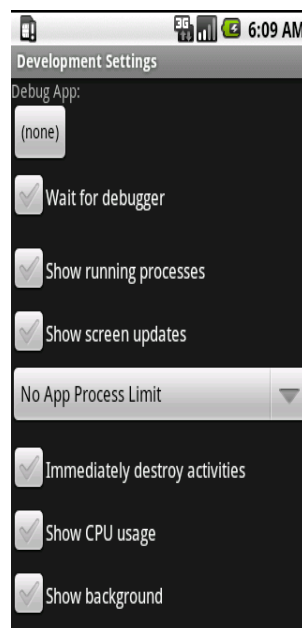 3G 6:09 AM
Development Settings
Debug App:
(none)
Wait for debugger
Show running processes
Show screen updates
No App Process Limit
Immediately destroy activities
Show CPU usage
Show background